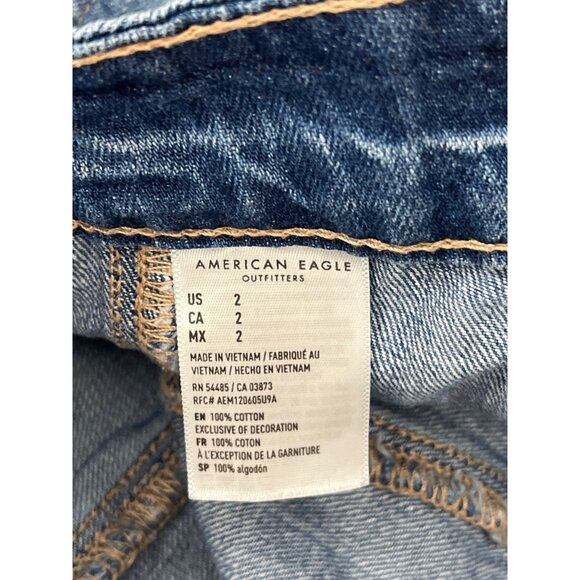 AMERICAN EAGLE
OUTFITTERS
US 2
CA 2
MX 2
MADE IN VIETNAM / FABRIQUÉ AU
VIETNAM / HECHO EN VIETNAM
RN 54485 / CA 03873
RFC# AEM120605U9A
EN 100% COTTON
EXCLUSIVE OF DECORATION
FR 100% COTON
À L'EXCEPTION DE LA GARNITURE
SP 100% algodón